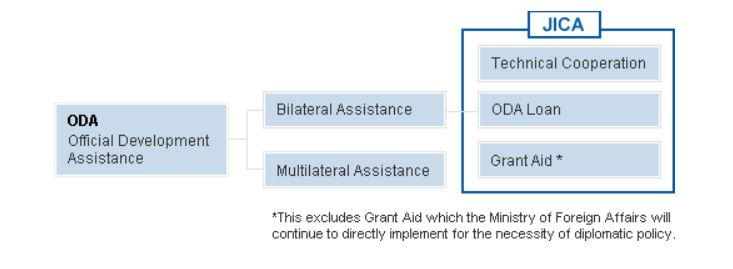 JICA
Technical Cooperation
ODA
Official Development
Assistance
Bilateral Assistance
ODA Loan
Multilateral Assistance
Grant Aid *
*This excludes Grant Aid which the Ministry of Foreign Affairs will
continue to directly implement for the necessity of diplomatic policy.